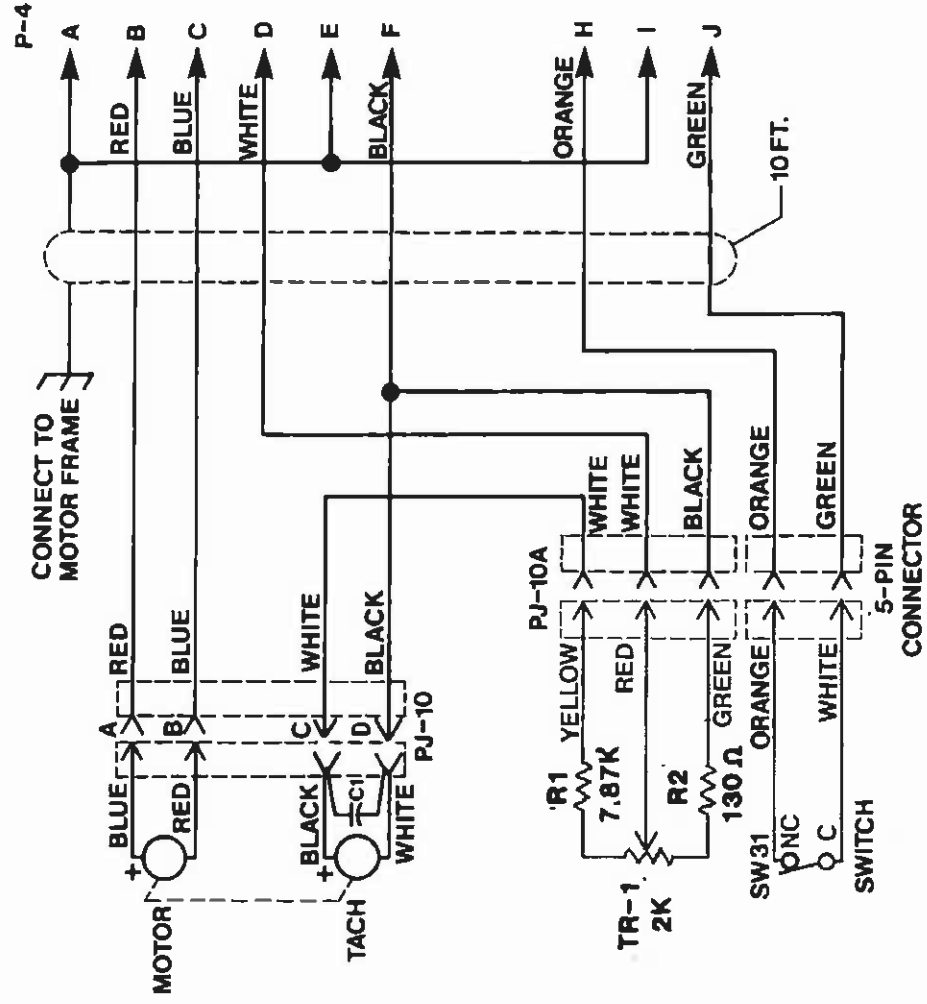 P-4
A
B
C
D
E
F
H
I
J
RED
BLUE
WHITE
BLACK
ORANGE
GREEN
10 FT.
CONNECT TO
MOTOR FRAME
RED
BLUE
WHITE
BLACK
A
B
C
D
PJ-10
BLUE
RED
BLACK
WHITE
+
+
C1
MOTOR
TACH
WHITE
WHITE
BLACK
ORANGE
GREEN
PJ-10A
5-PIN
CONNECTOR
YELLOW
RED
GREEN
ORANGE
WHITE
R1
7.87K
R2
130 Ω
TR-1
2K
SW31
NC
C
SWITCH